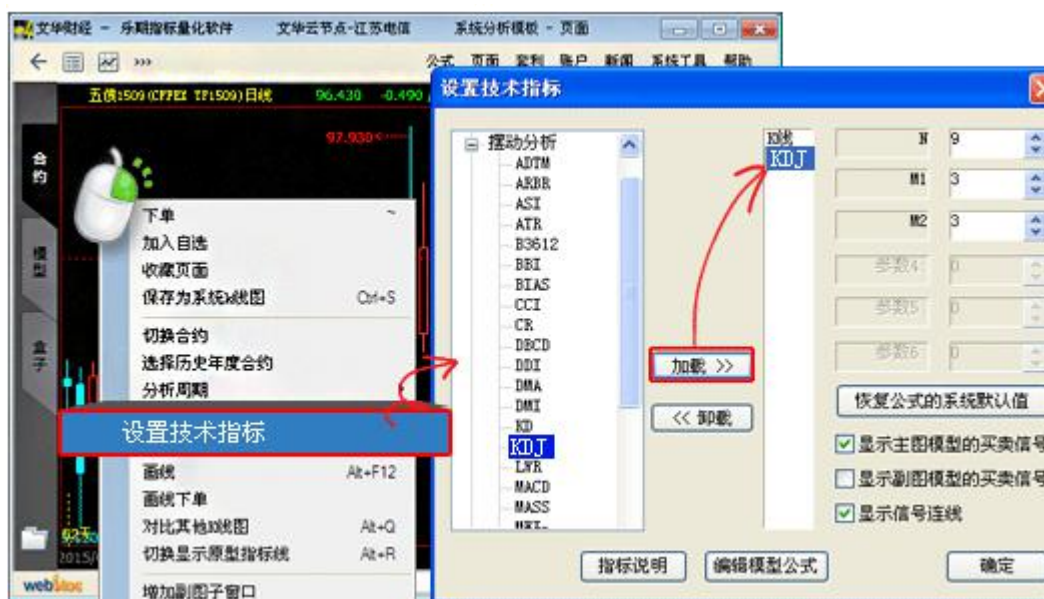 文华财经 - 乐期指标量化软件 文华云节点-江苏电信 系统分析模板 - 页面
公式 页面 套利 账户 新闻 系统工具 帮助
五债1509(CFFEX TF1509)日线 96.430 -0.490
97.930
合约
模型
盒子
下单 ~
加入自选
收藏页面
保存为系统K线图 Ctrl+S
切换合约
选择历史年度合约
分析周期
设置技术指标
画线 Alt+F12
画线下单
对比其他K线图 Alt+Q
切换显示原型指标线 Alt+R
增加副图子窗口
设置技术指标
摆动分析
ADTM
ARBR
ASI
ATR
B3612
BBI
BIAS
CCI
CR
DBCD
DDI
DMA
DMI
KD
KDJ
LWR
MACD
MASS
加载 >>
<< 卸载
K线
KDJ
N 9
M1 3
M2 3
参数4 0
参数5 0
参数6 0
恢复公式的系统默认值
显示主图模型的买卖信号
显示副图模型的买卖信号
显示信号连线
指标说明 编辑模型公式 确定